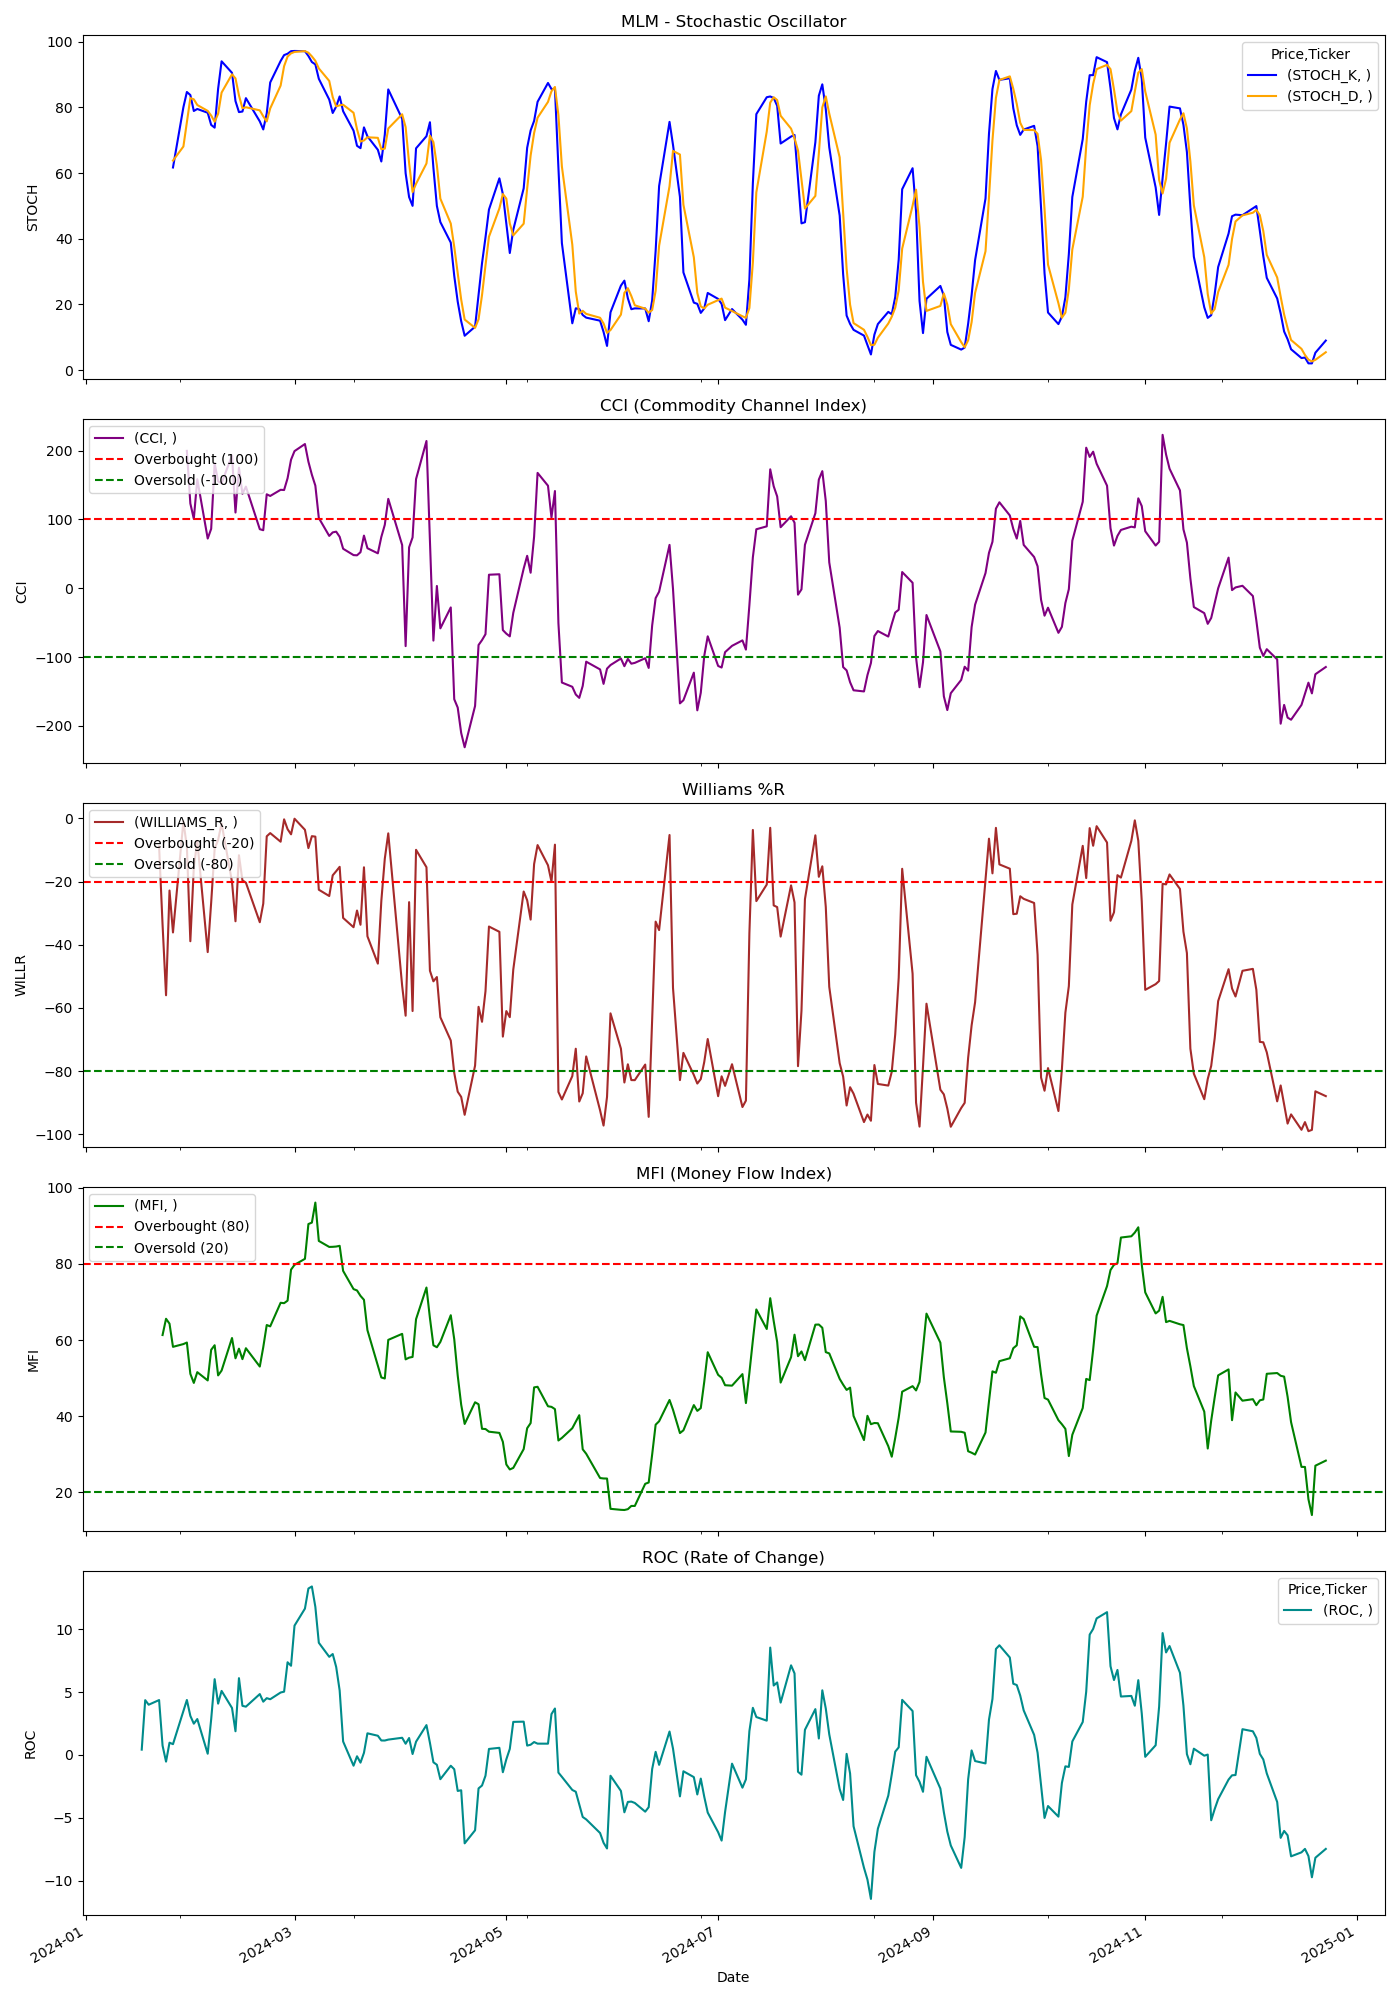 MLM - Stochastic Oscillator
100
80
60
40
20
0
STOCH
Price,Ticker
(STOCH_K, )
(STOCH_D, )
CCI (Commodity Channel Index)
200
100
0
−100
−200
CCI
(CCI, )
Overbought (100)
Oversold (-100)
Williams %R
0
−20
−40
−60
−80
−100
WILLR
(WILLIAMS_R, )
Overbought (-20)
Oversold (-80)
MFI (Money Flow Index)
100
80
60
40
20
MFI
(MFI, )
Overbought (80)
Oversold (20)
ROC (Rate of Change)
10
5
0
−5
−10
ROC
Price,Ticker
(ROC, )
2024-01
2024-03
2024-05
2024-07
2024-09
2024-11
2025-01
Date